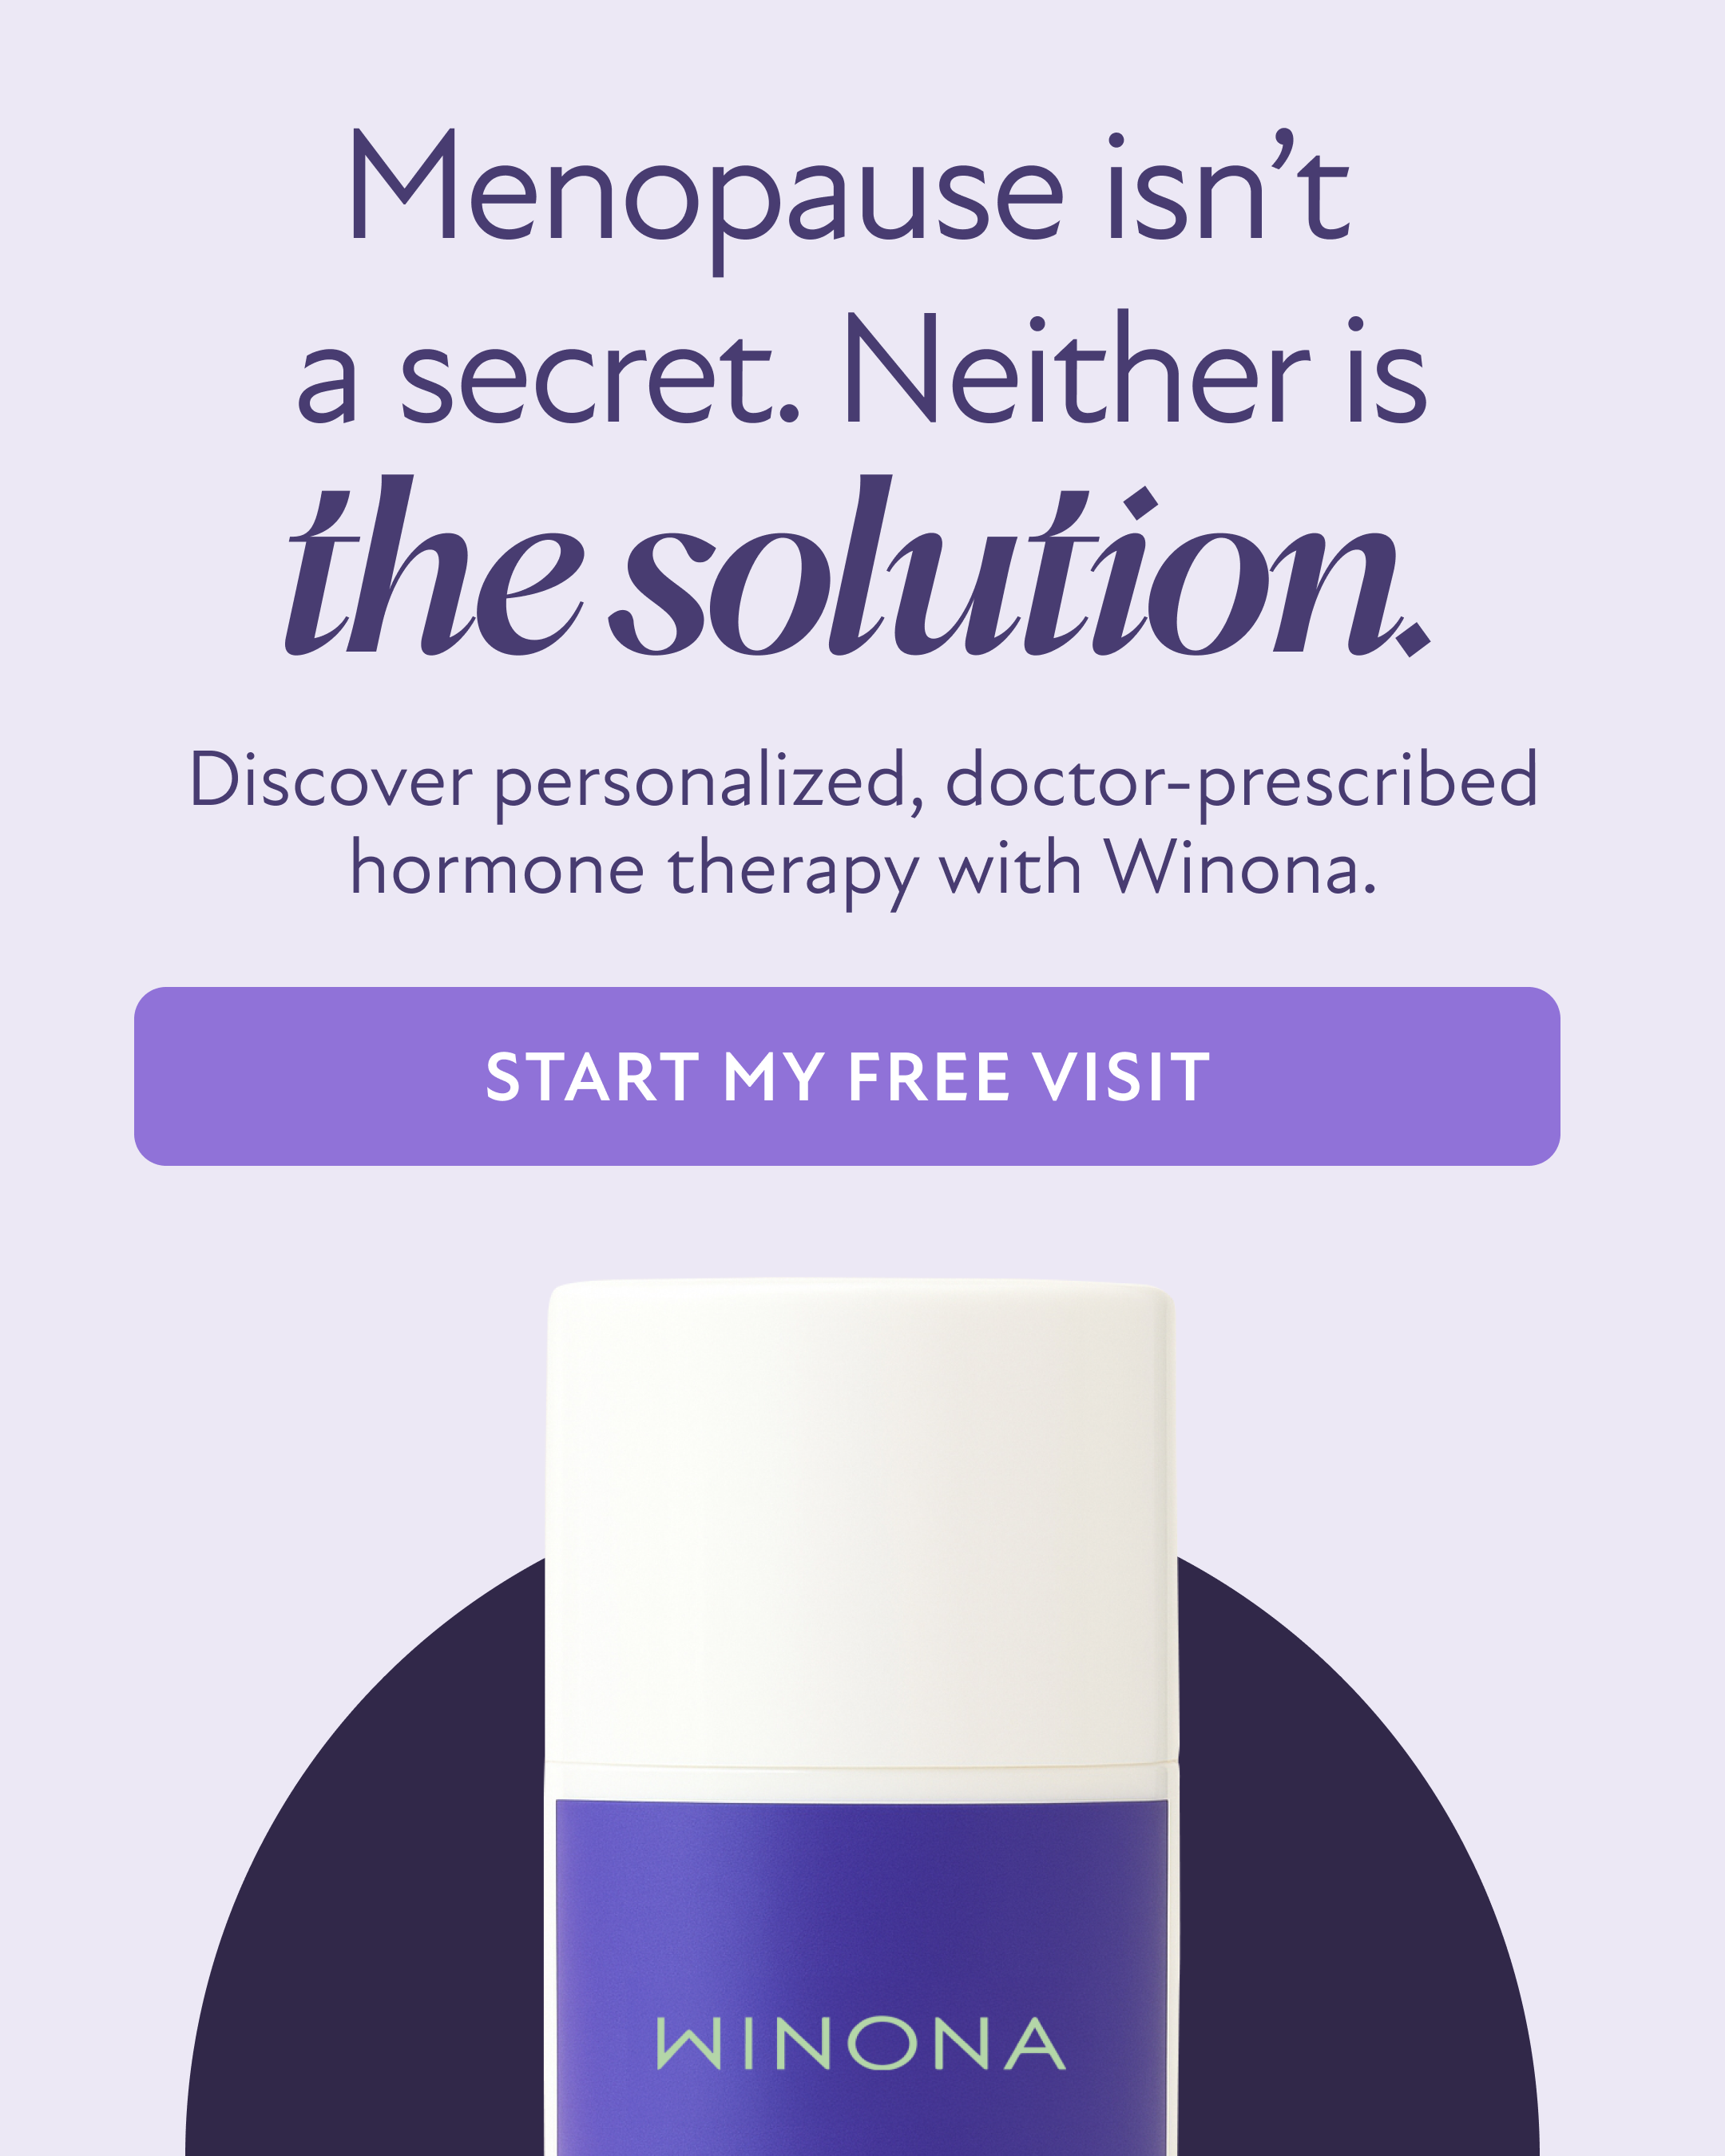 Menopause isn’t
a secret. Neither is
the solution.
Discover personalized, doctor-prescribed
hormone therapy with Winona.
START MY FREE VISIT
WINONA